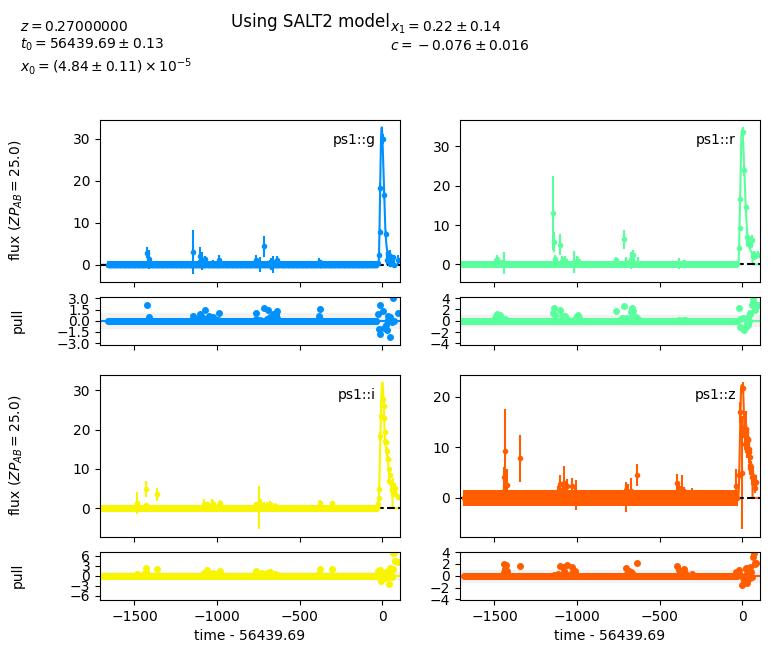 Using SALT2 model
z = 0.27000000
t₀ = 56439.69 ± 0.13
x₀ = (4.84 ± 0.11) × 10⁻⁵
x₁ = 0.22 ± 0.14
c = −0.076 ± 0.016
flux (ZP_AB = 25.0)
30
20
10
0
ps1::g
30
20
10
0
ps1::r
pull
3.0
1.5
0.0
−1.5
−3.0
4
2
0
−2
−4
flux (ZP_AB = 25.0)
30
20
10
0
ps1::i
20
10
0
ps1::z
pull
6
3
0
−3
−6
4
2
0
−2
−4
−1500 −1000 −500 0
−1500 −1000 −500 0
time - 56439.69
time - 56439.69